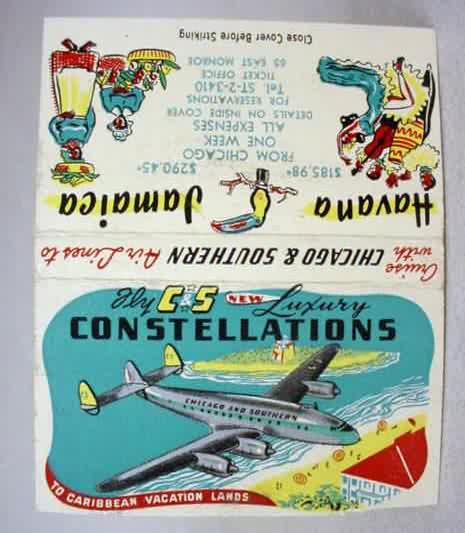 Fly C&S NEW Luxury
CONSTELLATIONS
CHICAGO AND SOUTHERN
TO CARIBBEAN VACATION LANDS
Cruise with CHICAGO & SOUTHERN Air Lines to
Havana Jamaica
$185.98* $290.45*
FROM CHICAGO
ONE WEEK
ALL EXPENSES
DETAILS ON INSIDE COVER
FOR RESERVATIONS
Tel. ST-2-3410
TICKET OFFICE
65 EAST MONROE
Close Cover Before Striking